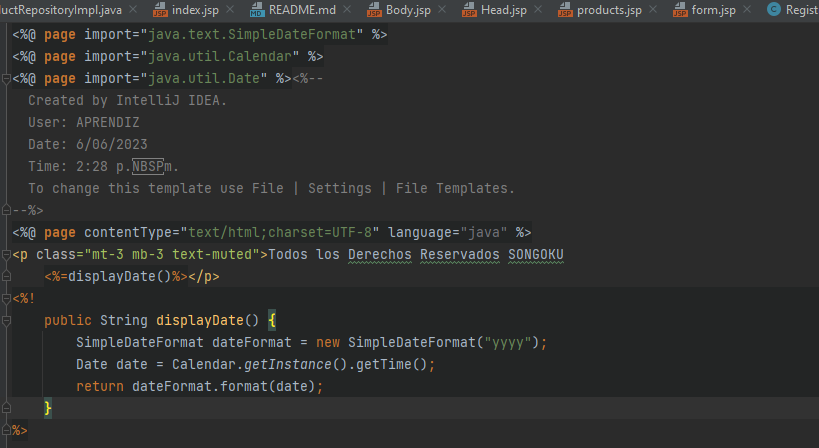 uctRepositoryImpl.java index.jsp README.md Body.jsp Head.jsp products.jsp form.jsp Regist
<%@ page import="java.text.SimpleDateFormat" %>
<%@ page import="java.util.Calendar" %>
<%@ page import="java.util.Date" %><%--
  Created by IntelliJ IDEA.
  User: APRENDIZ
  Date: 6/06/2023
  Time: 2:28 p.NBSPm.
  To change this template use File | Settings | File Templates.
--%>
<%@ page contentType="text/html;charset=UTF-8" language="java" %>
<p class="mt-3 mb-3 text-muted">Todos los Derechos Reservados SONGOKU
    <%=displayDate()%></p>
<%!
    public String displayDate() {
        SimpleDateFormat dateFormat = new SimpleDateFormat("yyyy");
        Date date = Calendar.getInstance().getTime();
        return dateFormat.format(date);
    }
%>